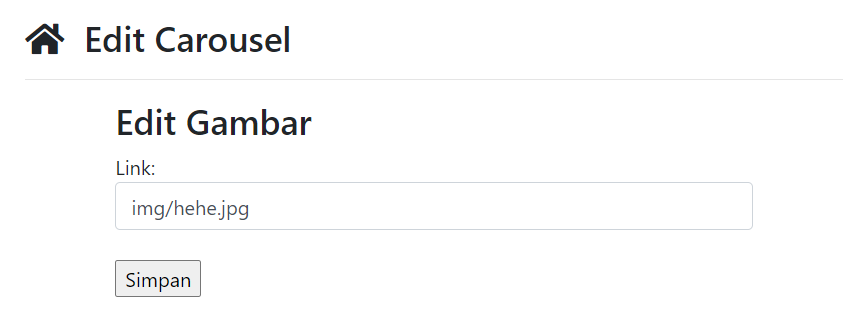 Edit Carousel
Edit Gambar
Link:
img/hehe.jpg
Simpan